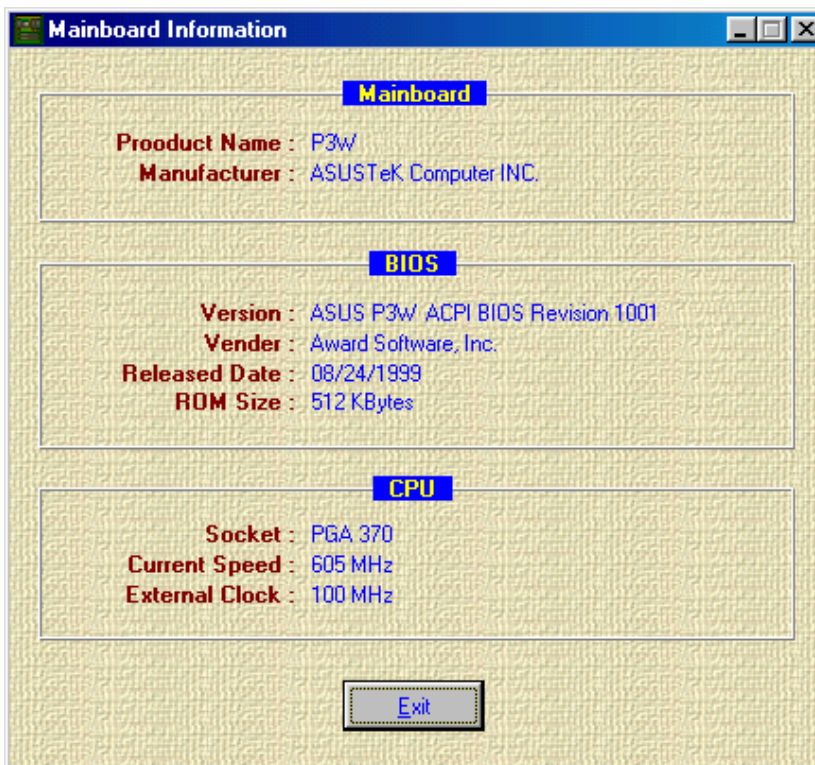 Mainboard Information
Mainboard
Prooduct Name : P3W
Manufacturer : ASUSTeK Computer INC.
BIOS
Version : ASUS P3W ACPI BIOS Revision 1001
Vender : Award Software, Inc.
Released Date : 08/24/1999
ROM Size : 512 KBytes
CPU
Socket : PGA 370
Current Speed : 605 MHz
External Clock : 100 MHz
Exit